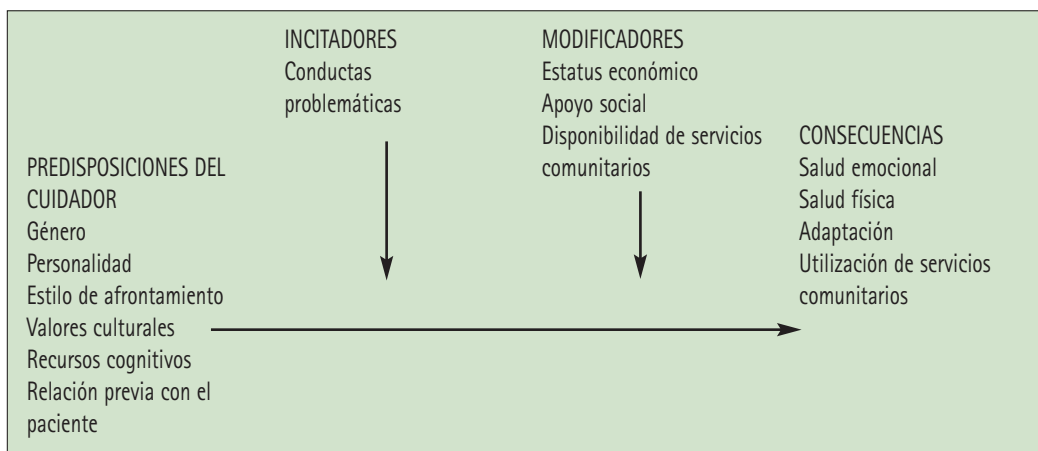 INCITADORES
Conductas
problemáticas
MODIFICADORES
Estatus económico
Apoyo social
Disponibilidad de servicios
comunitarios
PREDISPOSICIONES DEL
CUIDADOR
Género
Personalidad
Estilo de afrontamiento
Valores culturales
Recursos cognitivos
Relación previa con el
paciente
CONSECUENCIAS
Salud emocional
Salud física
Adaptación
Utilización de servicios
comunitarios